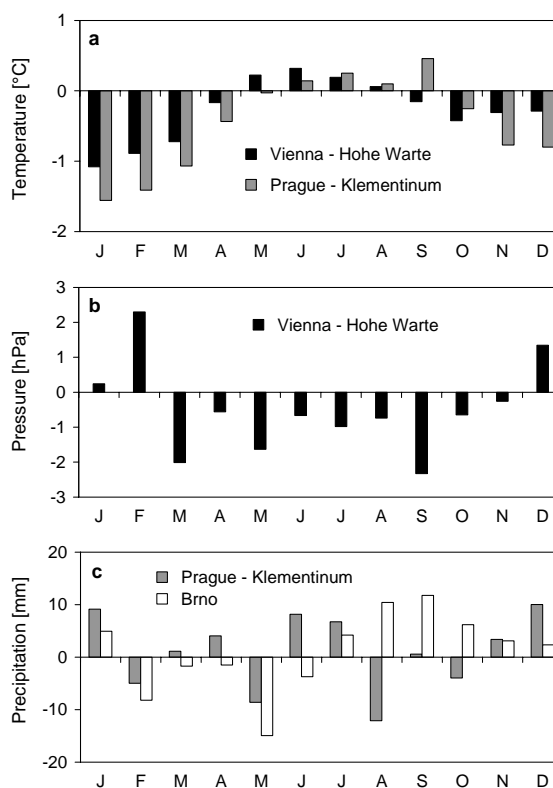 a
Temperature [°C]
1
0
-1
-2
Vienna - Hohe Warte
Prague - Klementinum
J F M A M J J A S O N D
b
Pressure [hPa]
3
2
1
0
-1
-2
-3
Vienna - Hohe Warte
J F M A M J J A S O N D
c
Precipitation [mm]
20
10
0
-10
-20
Prague - Klementinum
Brno
J F M A M J J A S O N D